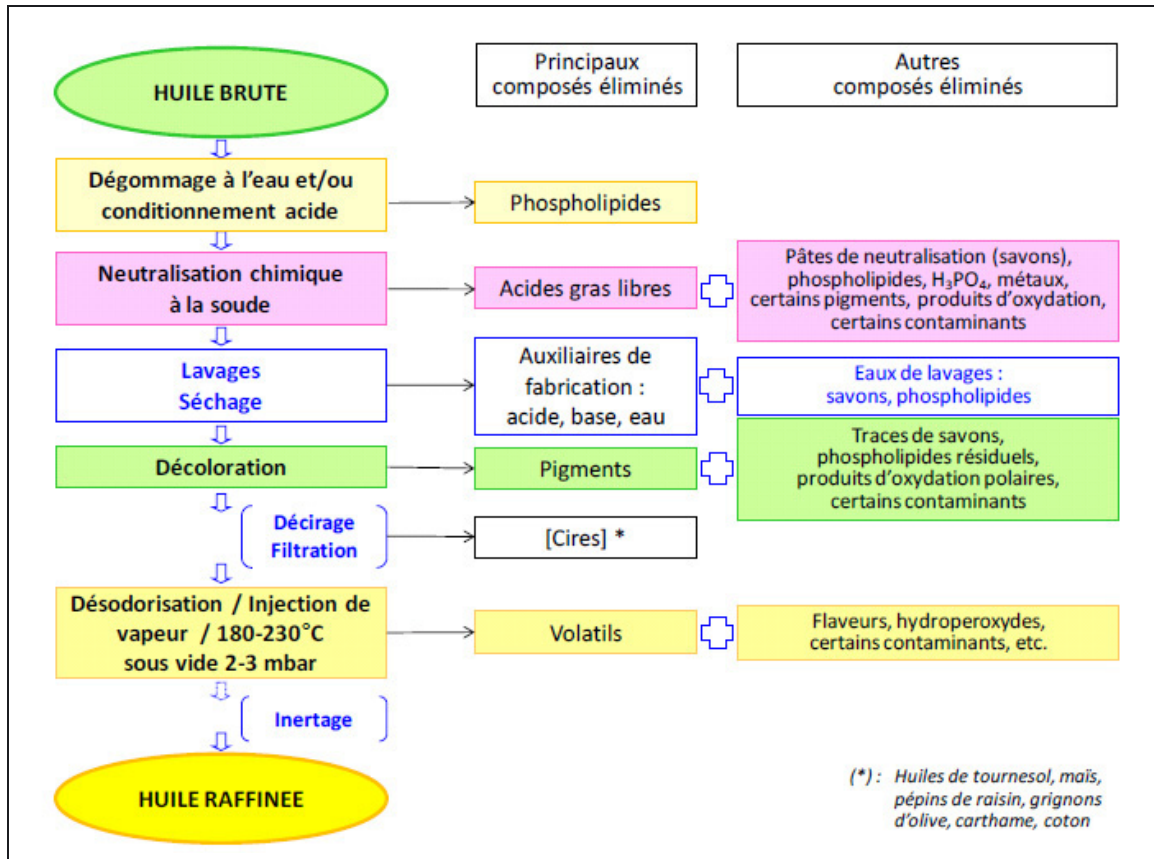 HUILE BRUTE
Principaux
composés éliminés
Autres
composés éliminés
Dégommage à l'eau et/ou
conditionnement acide
Phospholipides
Neutralisation chimique
à la soude
Acides gras libres
Pâtes de neutralisation (savons),
phospholipides, H₃PO₄, métaux,
certains pigments, produits d'oxydation,
certains contaminants
Lavages
Séchage
Auxiliaires de
fabrication :
acide, base, eau
Eaux de lavages :
savons, phospholipides
Décoloration
Pigments
Traces de savons,
phospholipides résiduels,
produits d'oxydation polaires,
certains contaminants
Décirage
Filtration
[Cires] *
Désodorisation / Injection de
vapeur / 180-230°C
sous vide 2-3 mbar
Volatils
Flaveurs, hydroperoxydes,
certains contaminants, etc.
Inertage
HUILE RAFFINEE
(*) : Huiles de tournesol, maïs,
pépins de raisin, grignons
d'olive, carthame, coton